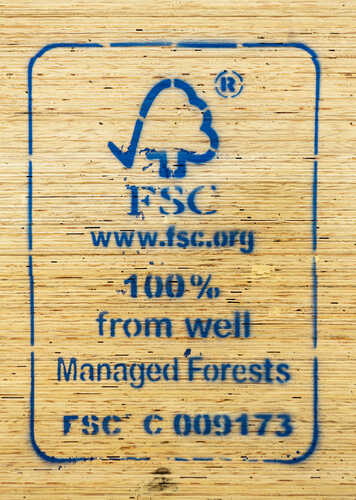 ®
FSC
www.fsc.org
100%
from well
Managed Forests
FSC C 009173